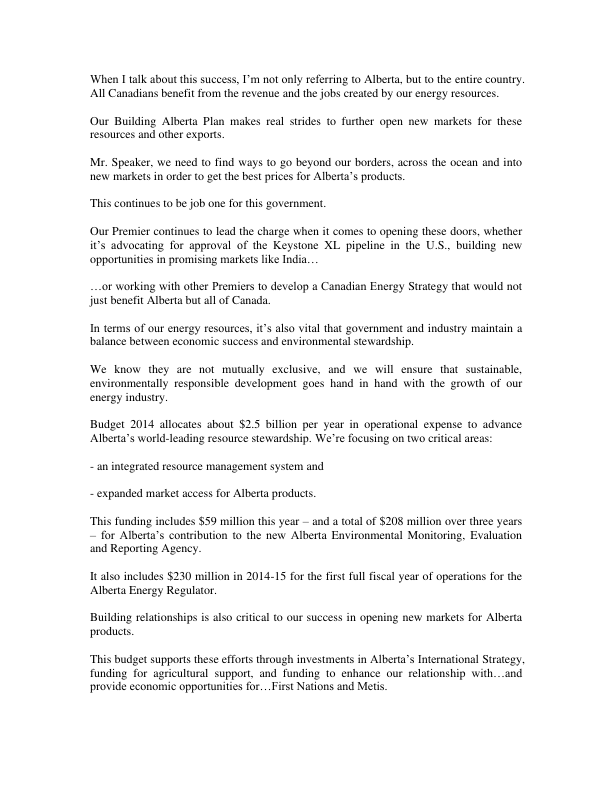 When I talk about this success, I'm not only referring to Alberta, but to the entire country.
All Canadians benefit from the revenue and the jobs created by our energy resources.
Our Building Alberta Plan makes real strides to further open new markets for these
resources and other exports.
Mr. Speaker, we need to find ways to go beyond our borders, across the ocean and into
new markets in order to get the best prices for Alberta's products.
This continues to be job one for this government.
Our Premier continues to lead the charge when it comes to opening these doors, whether
it's advocating for approval of the Keystone XL pipeline in the U.S., building new
opportunities in promising markets like India…
…or working with other Premiers to develop a Canadian Energy Strategy that would not
just benefit Alberta but all of Canada.
In terms of our energy resources, it's also vital that government and industry maintain a
balance between economic success and environmental stewardship.
We know they are not mutually exclusive, and we will ensure that sustainable,
environmentally responsible development goes hand in hand with the growth of our
energy industry.
Budget 2014 allocates about $2.5 billion per year in operational expense to advance
Alberta's world-leading resource stewardship. We're focusing on two critical areas:
- an integrated resource management system and
- expanded market access for Alberta products.
This funding includes $59 million this year – and a total of $208 million over three years
– for Alberta's contribution to the new Alberta Environmental Monitoring, Evaluation
and Reporting Agency.
It also includes $230 million in 2014-15 for the first full fiscal year of operations for the
Alberta Energy Regulator.
Building relationships is also critical to our success in opening new markets for Alberta
products.
This budget supports these efforts through investments in Alberta's International Strategy,
funding for agricultural support, and funding to enhance our relationship with…and
provide economic opportunities for…First Nations and Metis.